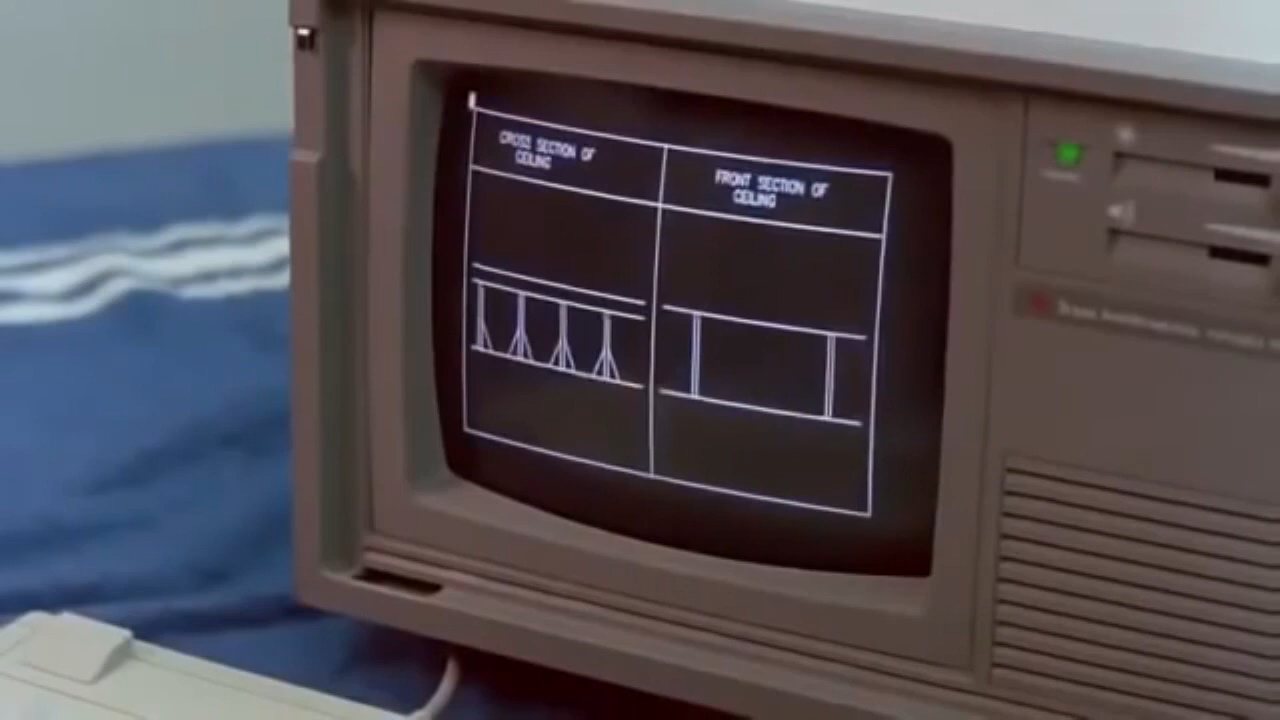 CROSS SECTION OF
CEILING
FRONT SECTION OF
CEILING
Texas Instruments